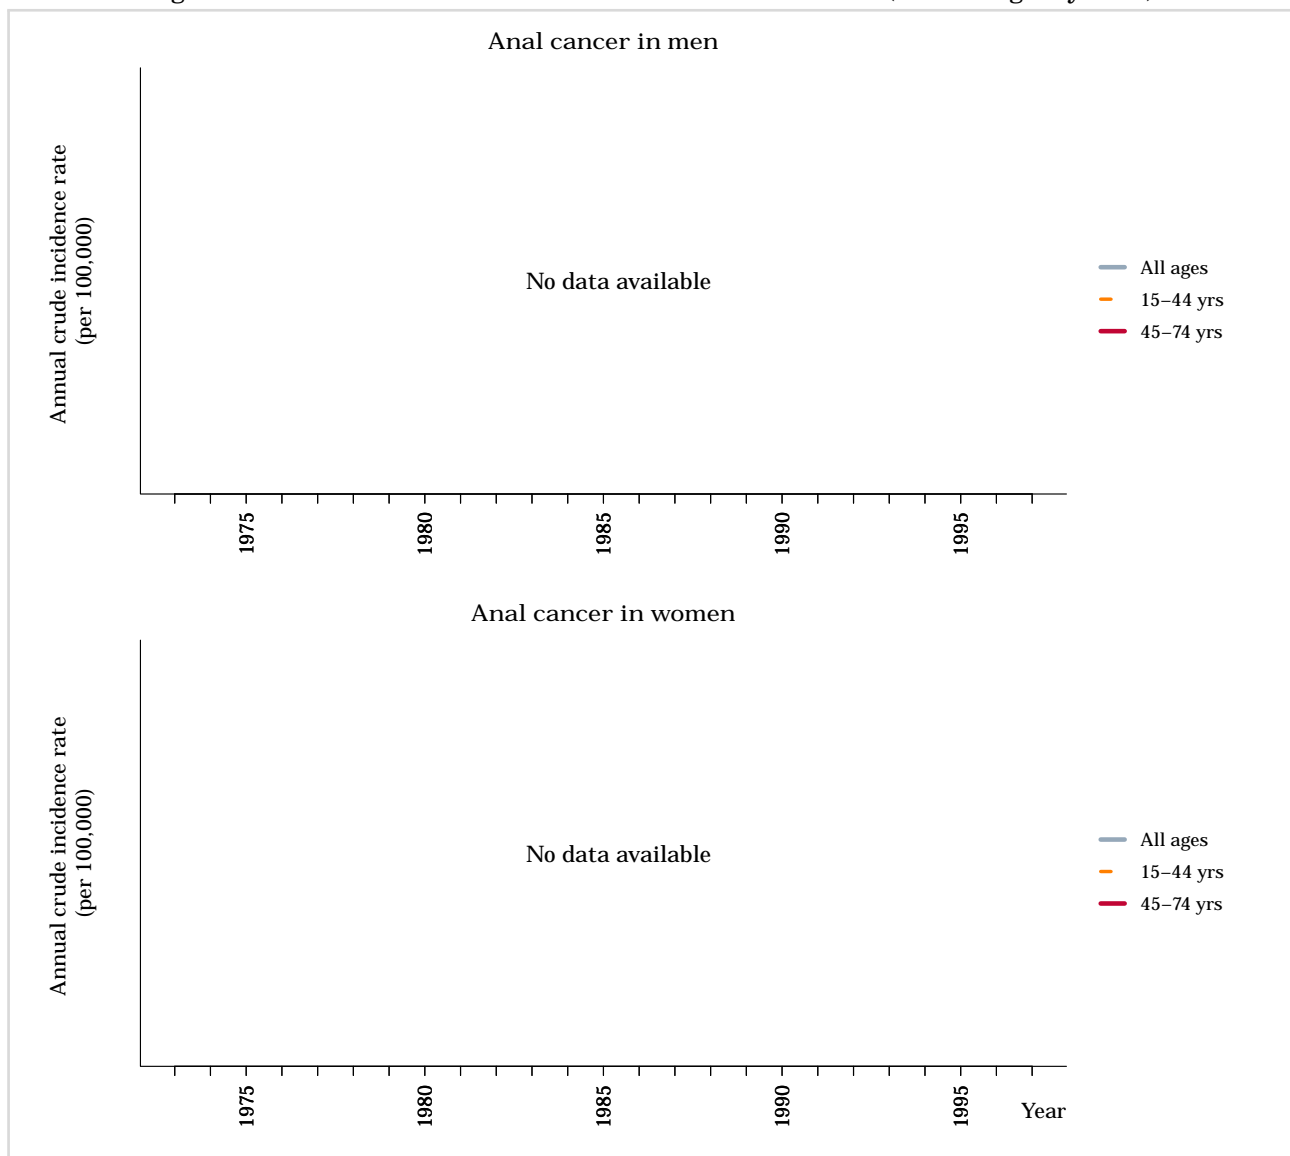 Anal cancer in men
Annual crude incidence rate
(per 100,000)
No data available
All ages
15–44 yrs
45–74 yrs
1975
1980
1985
1990
1995
Anal cancer in women
Annual crude incidence rate
(per 100,000)
No data available
All ages
15–44 yrs
45–74 yrs
1975
1980
1985
1990
1995
Year